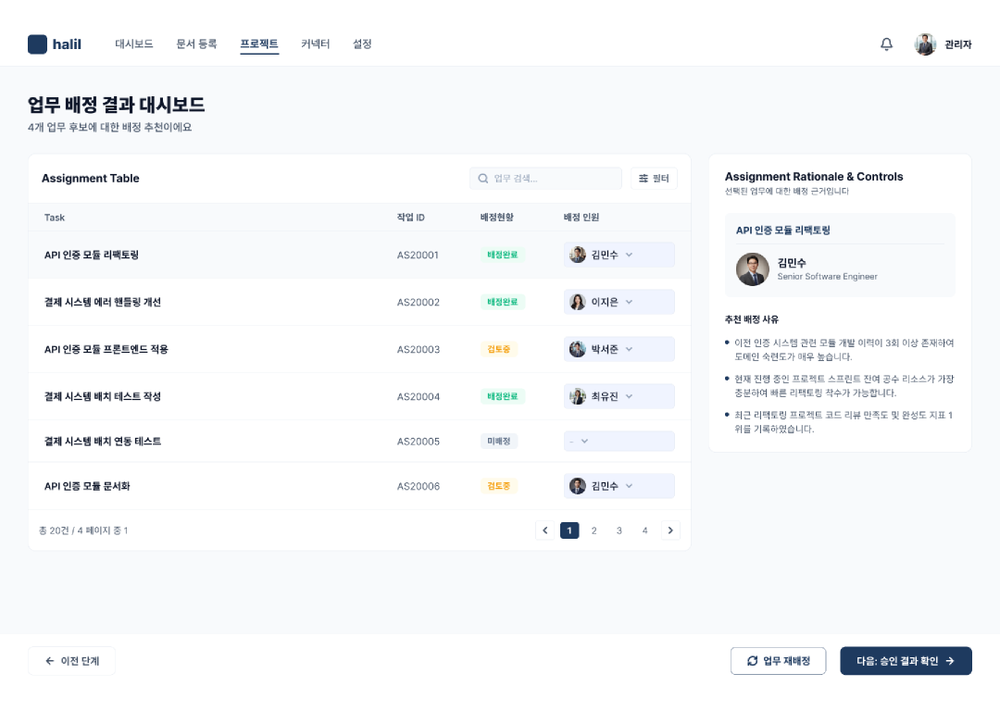 halil
대시보드
문서 등록
프로젝트
커넥터
설정
관리자
업무 배정 결과 대시보드
4개 업무 후보에 대한 배정 추천이에요
Assignment Table
업무 검색...
필터
Task
작업 ID
배정현황
배정 인원
API 인증 모듈 리팩토링
AS20001
배정완료
김민수
결제 시스템 에러 핸들링 개선
AS20002
배정완료
이지은
API 인증 모듈 프론트엔드 적용
AS20003
검토중
박서준
결제 시스템 배치 테스트 작성
AS20004
배정완료
최유진
결제 시스템 배치 연동 테스트
AS20005
미배정
-
API 인증 모듈 문서화
AS20006
검토중
김민수
총 20건 / 4 페이지 중 1
1
2
3
4
Assignment Rationale & Controls
선택된 업무에 대한 배정 근거입니다
API 인증 모듈 리팩토링
김민수
Senior Software Engineer
추천 배정 사유
이전 인증 시스템 관련 모듈 개발 이력이 3회 이상 존재하여
도메인 숙련도가 매우 높습니다.
현재 진행 중인 프로젝트 스프린트 잔여 공수 리소스가 가장
충분하여 빠른 리팩토링 착수가 가능합니다.
최근 리팩토링 프로젝트 코드 리뷰 만족도 및 완성도 지표 1
위를 기록하였습니다.
이전 단계
업무 재배정
다음: 승인 결과 확인